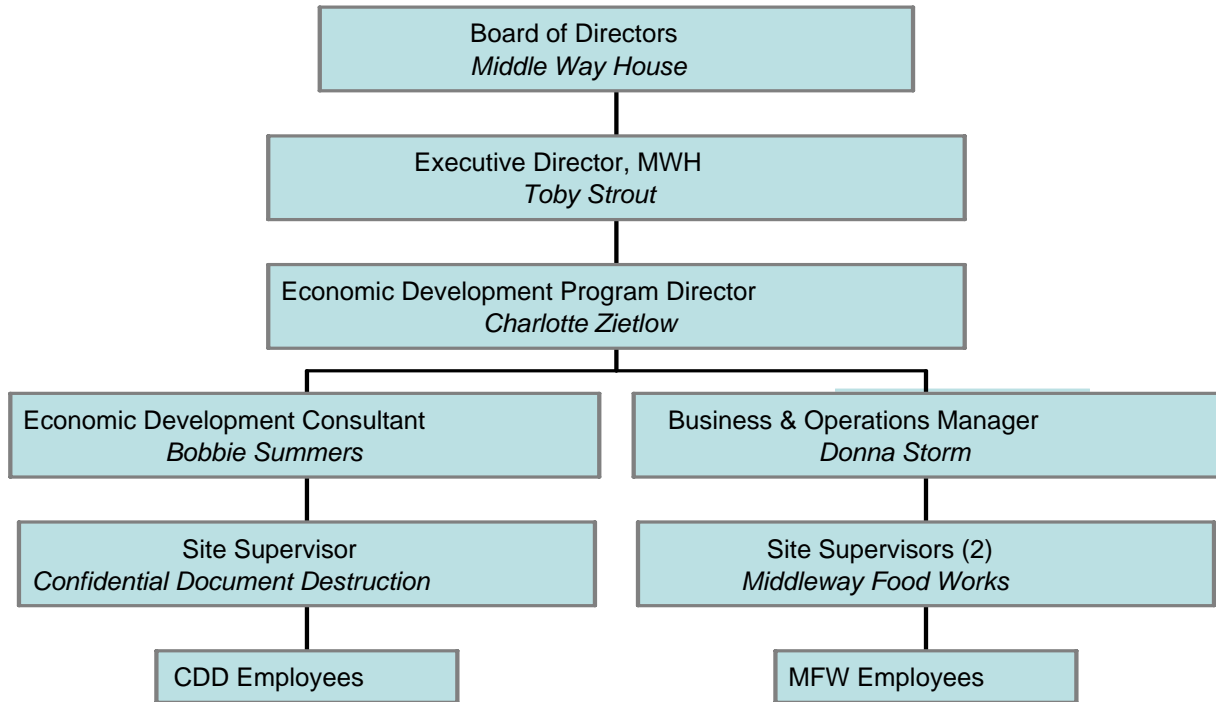 Board of Directors
Middle Way House
Executive Director, MWH
Toby Strout
Economic Development Program Director
Charlotte Zietlow
Economic Development Consultant
Bobbie Summers
Business & Operations Manager
Donna Storm
Site Supervisor
Confidential Document Destruction
Site Supervisors (2)
Middleway Food Works
CDD Employees
MFW Employees